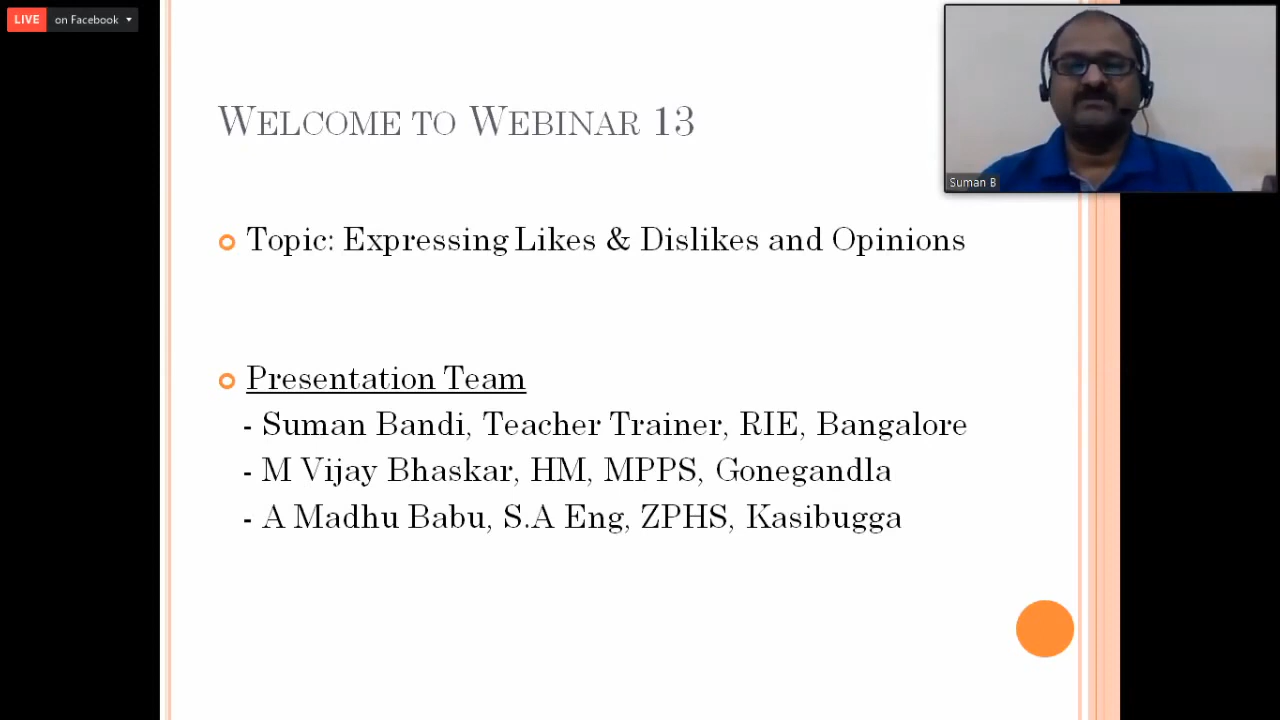 LIVE on Facebook
WELCOME TO WEBINAR 13
Topic: Expressing Likes & Dislikes and Opinions
Presentation Team
- Suman Bandi, Teacher Trainer, RIE, Bangalore
- M Vijay Bhaskar, HM, MPPS, Gonegandla
- A Madhu Babu, S.A Eng, ZPHS, Kasibugga
Suman B